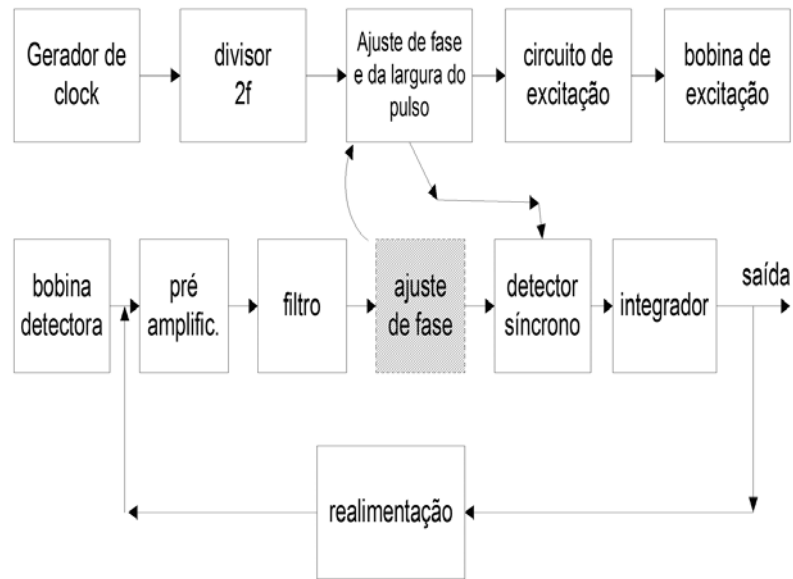 Gerador de
clock
divisor
2f
Ajuste de fase
e da largura do
pulso
circuito de
excitação
bobina de
excitação
bobina
detectora
pré
amplific.
filtro
ajuste
de fase
detector
síncrono
integrador
saída
realimentação